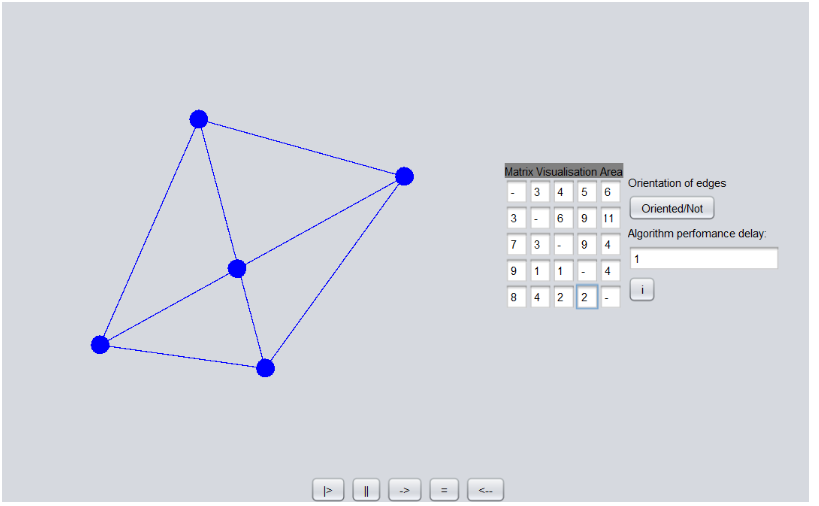 Matrix Visualisation Area
- 3 4 5 6
3 - 6 9 11
7 3 - 9 4
9 1 1 - 4
8 4 2 2 -
Orientation of edges
Oriented/Not
Algorithm perfomance delay:
1
i
|> || -> = <--